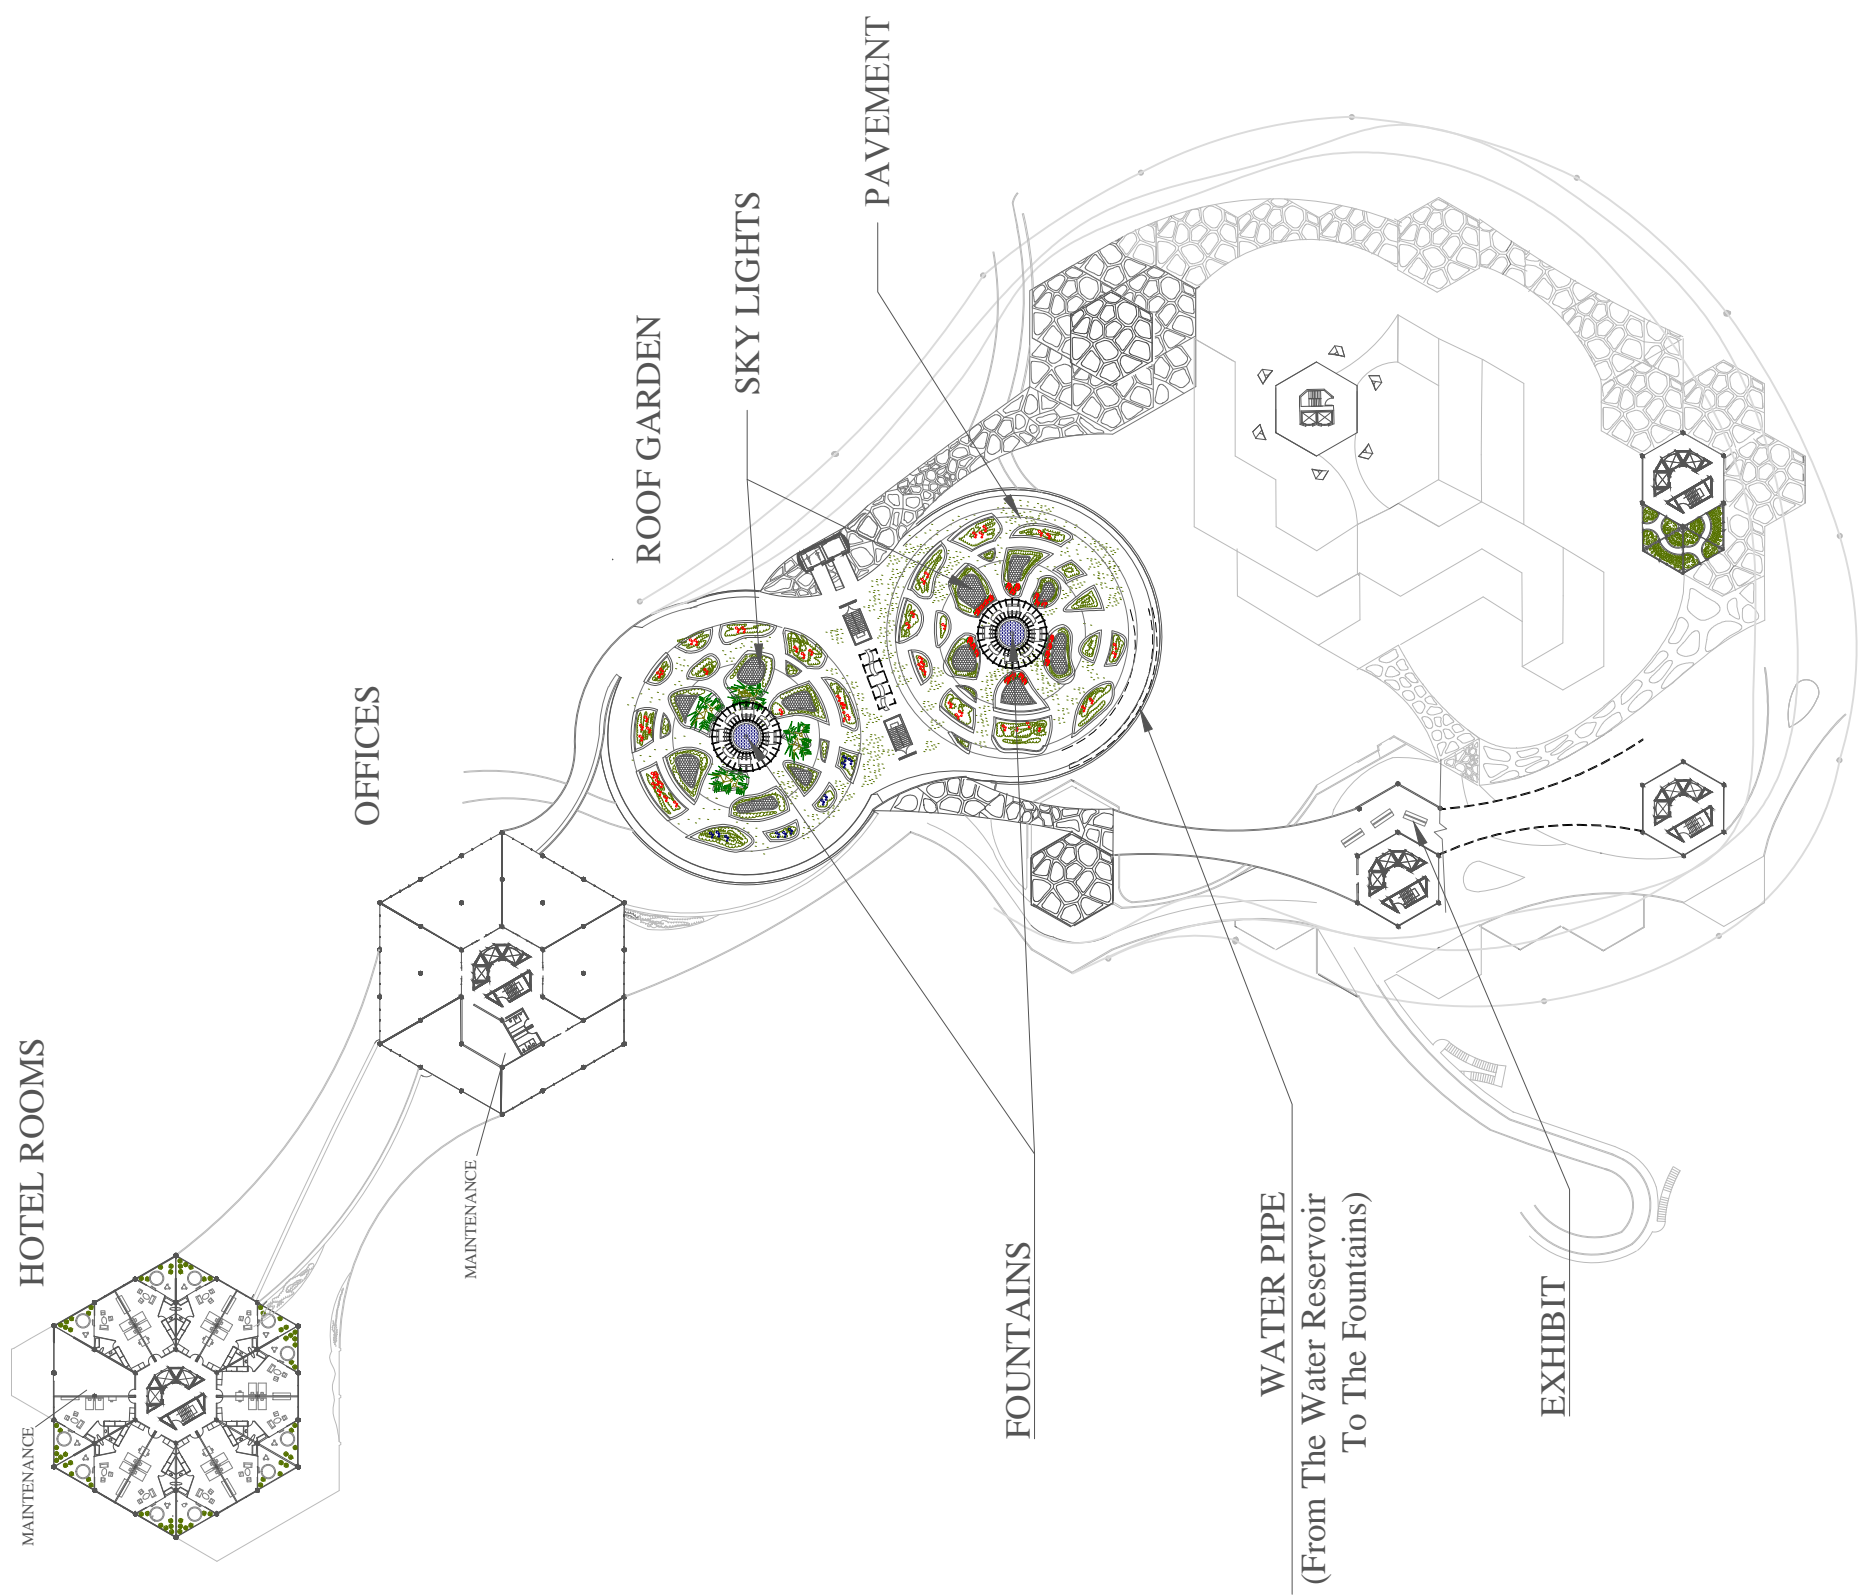 HOTEL ROOMS
MAINTENANCE
OFFICES
MAINTENANCE
ROOF GARDEN
SKY LIGHTS
PAVEMENT
FOUNTAINS
WATER PIPE
(From The Water Reservoir
To The Fountains)
EXHIBIT